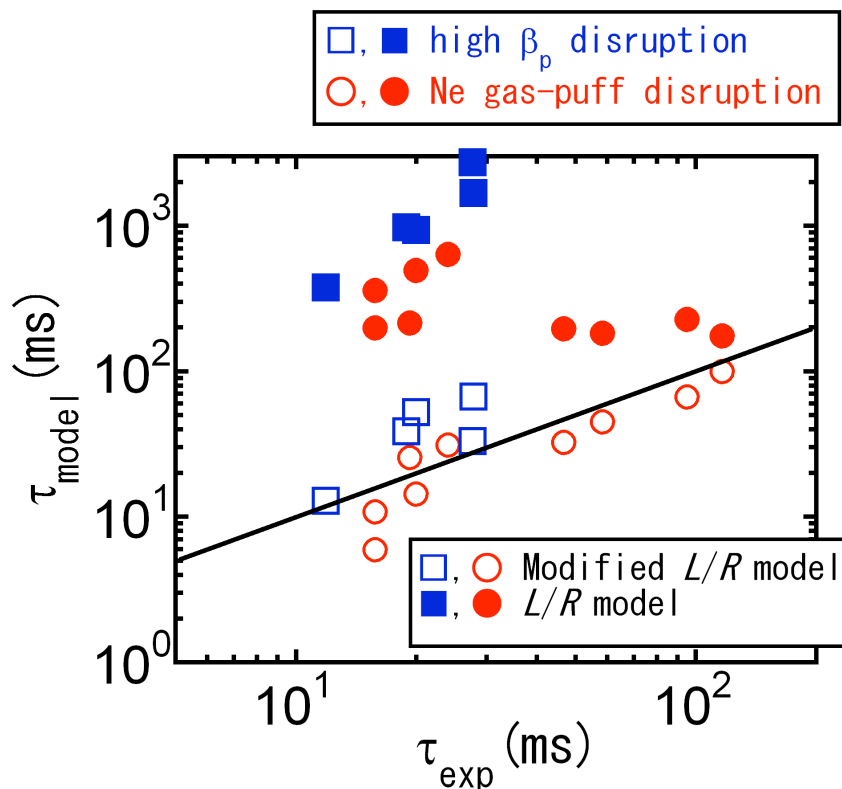 □, ■ high βp disruption
○, ● Ne gas-puff disruption
10³
10²
10¹
10⁰
τmodel (ms)
□, ○ Modified L/R model
■, ● L/R model
10¹ 10²
τexp (ms)